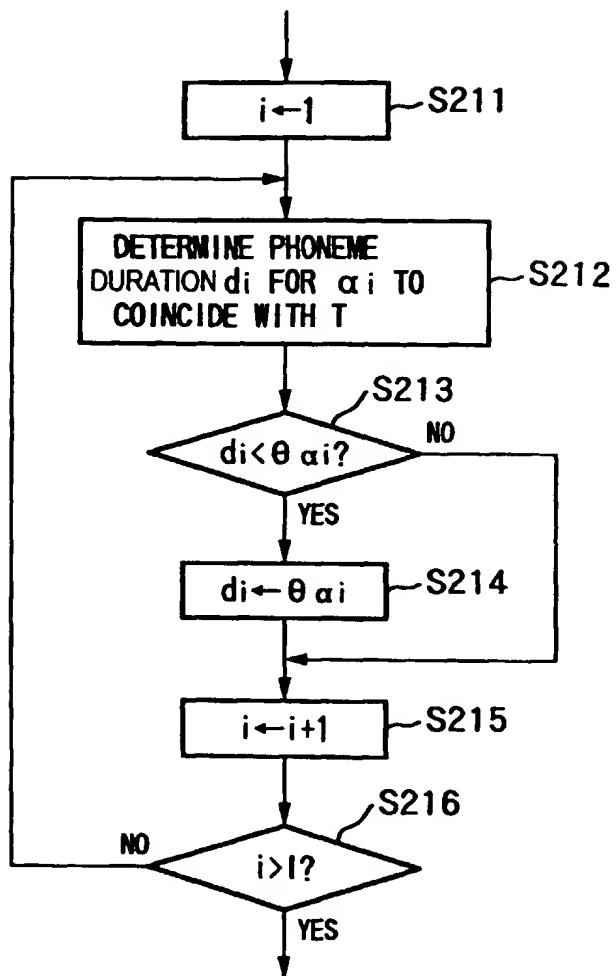 i←1
S211
DETERMINE PHONEME
DURATION di FOR αi TO
COINCIDE WITH T
S212
S213
di<θαi?
NO
YES
di←θαi
S214
i←i+1
S215
S216
NO
i>I?
YES